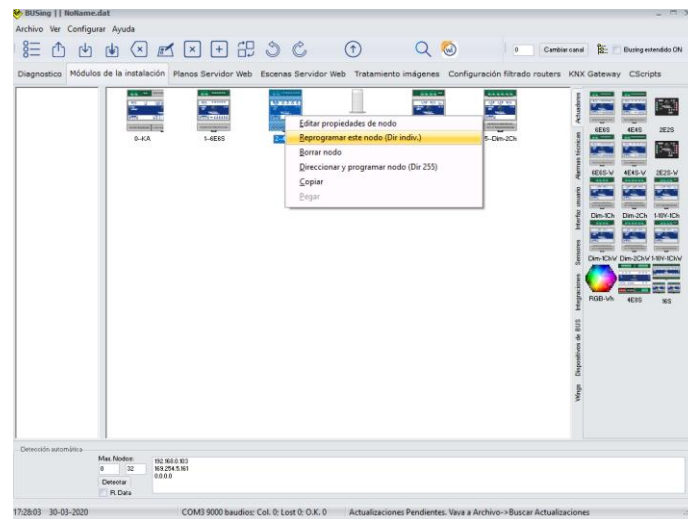 BUSing || NoName.dat
Archivo Ver Configurar Ayuda
0 Cambiar canal Busing extendido ON
Diagnostico Módulos de la instalación Planos Servidor Web Escenas Servidor Web Tratamiento imágenes Configuración filtrado routers KNX Gateway CScripts
0-KA 1-6E6S 5-Dim-2Ch
Editar propiedades de nodo
Reprogramar este nodo (Dir indiv.)
Borrar nodo
Direccionar y programar nodo (Dir 255)
Copiar
Pegar
Actuadores
Alarmas técnicas
Interfaz usuario
Sensores
Integraciones
Dispositivos de BUS
Wings
6E6S 4E4S 2E2S
6E6S-W 4E4S-W 2E2S-W
Dim-1Ch Dim-2Ch 1-10V-1Ch
Dim-1ChW Dim-2ChW 1-10V-1ChW
RGB-Wh 4E8S 16S
Detección automática
Max. Nodos:
8 32
Detectar
R.Data
192.168.0.103
169.254.5.161
0.0.0.0
17:28:03 30-03-2020 COM3 9000 baudios; Col. 0; Lost 0; O.K. 0 Actualizaciones Pendientes. Vaya a Archivo->Buscar Actualizaciones